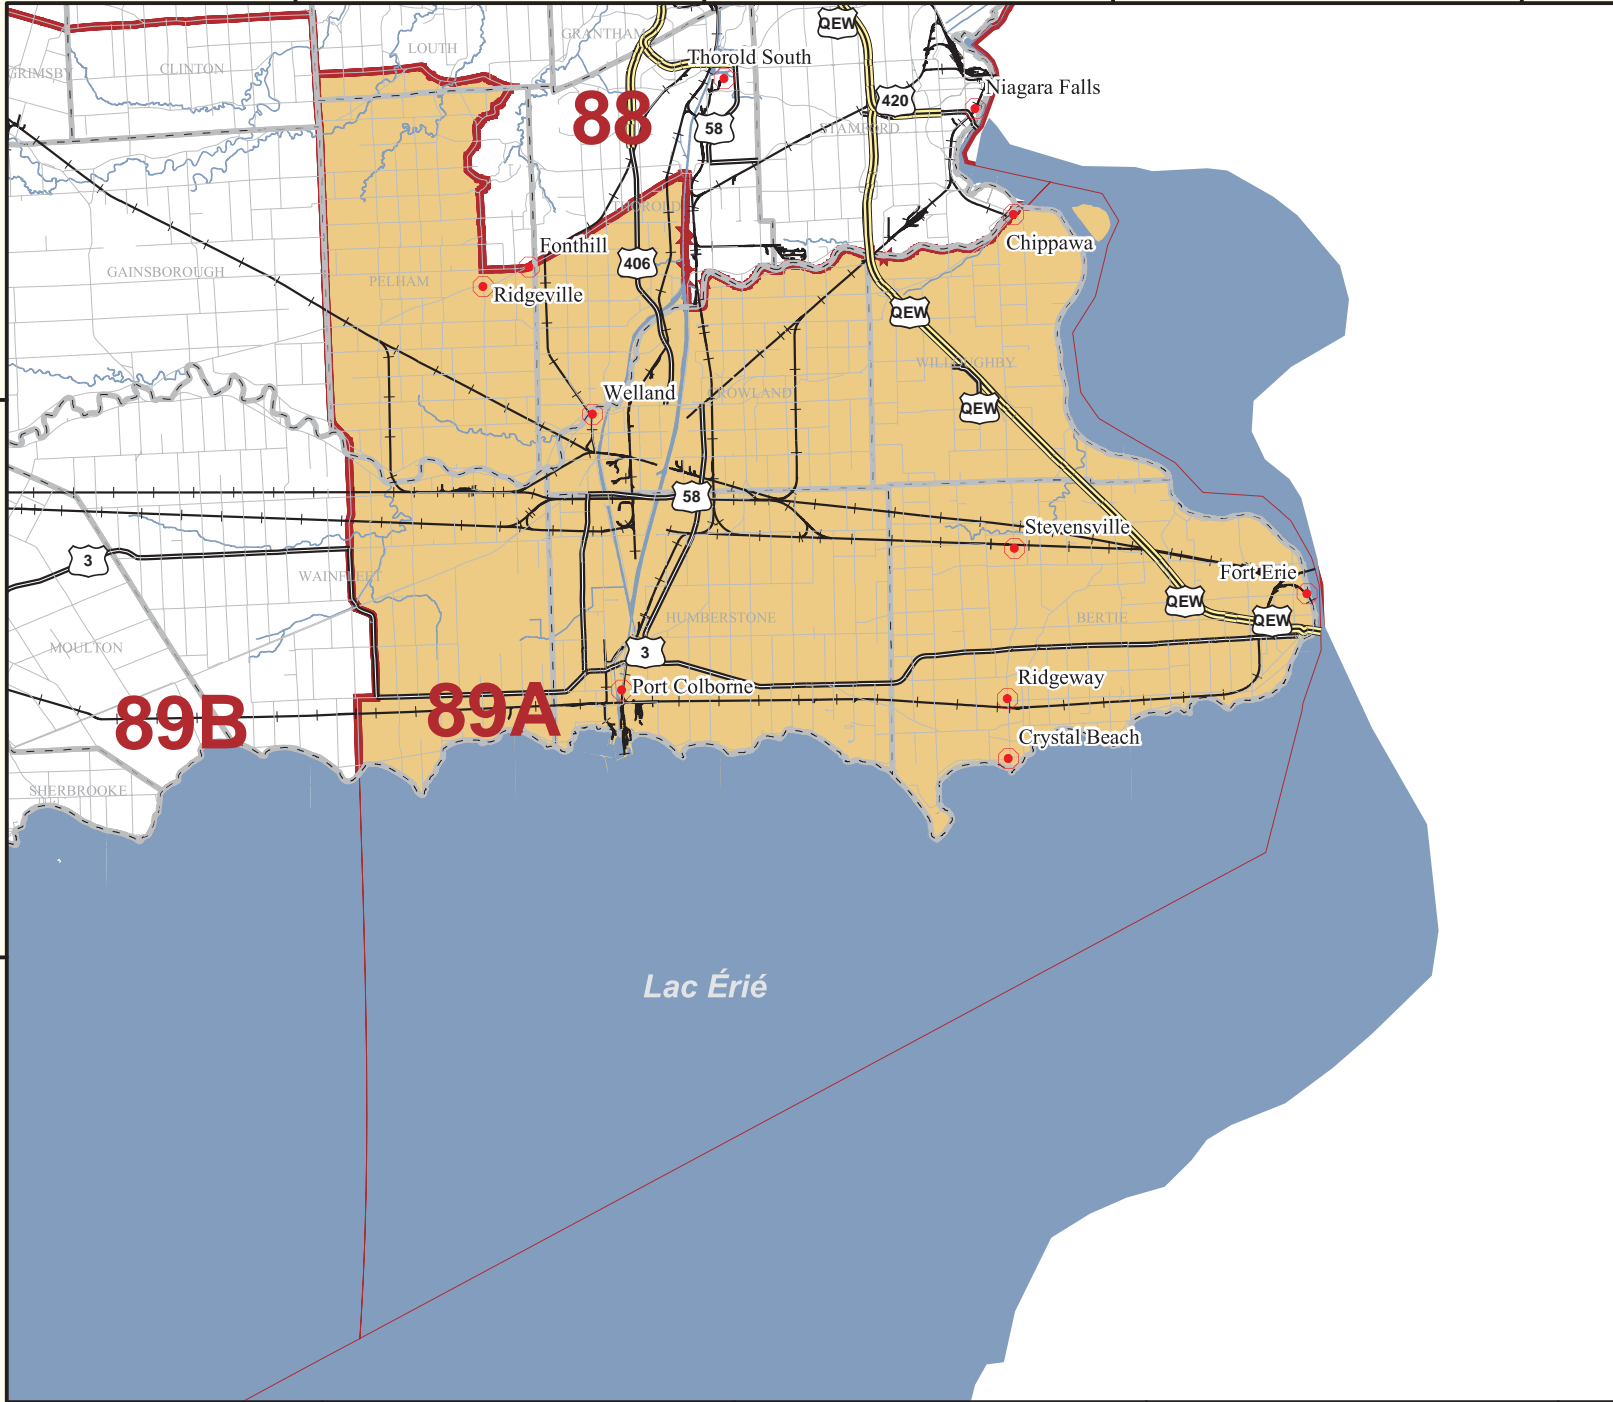 QEW
GRANTHAM
LOUTH
Thorold South
CLINTON
GRIMSBY
Niagara Falls
420
88
58
STAMFORD
THOROLD
Chippawa
Fonthill
406
GAINSBOROUGH
PELHAM
Ridgeville
QEW
WILLOUGHBY
Welland
CROWLAND
QEW
58
Stevensville
3
Fort Erie
WAINFLEET
QEW
HUMBERSTONE
BERTIE
QEW
MOULTON
3
Ridgeway
Port Colborne
89B
89A
Crystal Beach
SHERBROOKE
Lac Érié